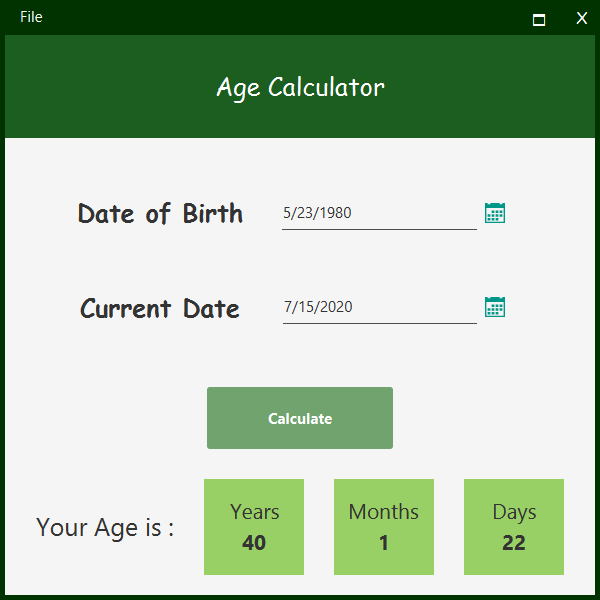 File
Age Calculator
Date of Birth 5/23/1980
Current Date 7/15/2020
Calculate
Your Age is : Years Months Days
40 1 22